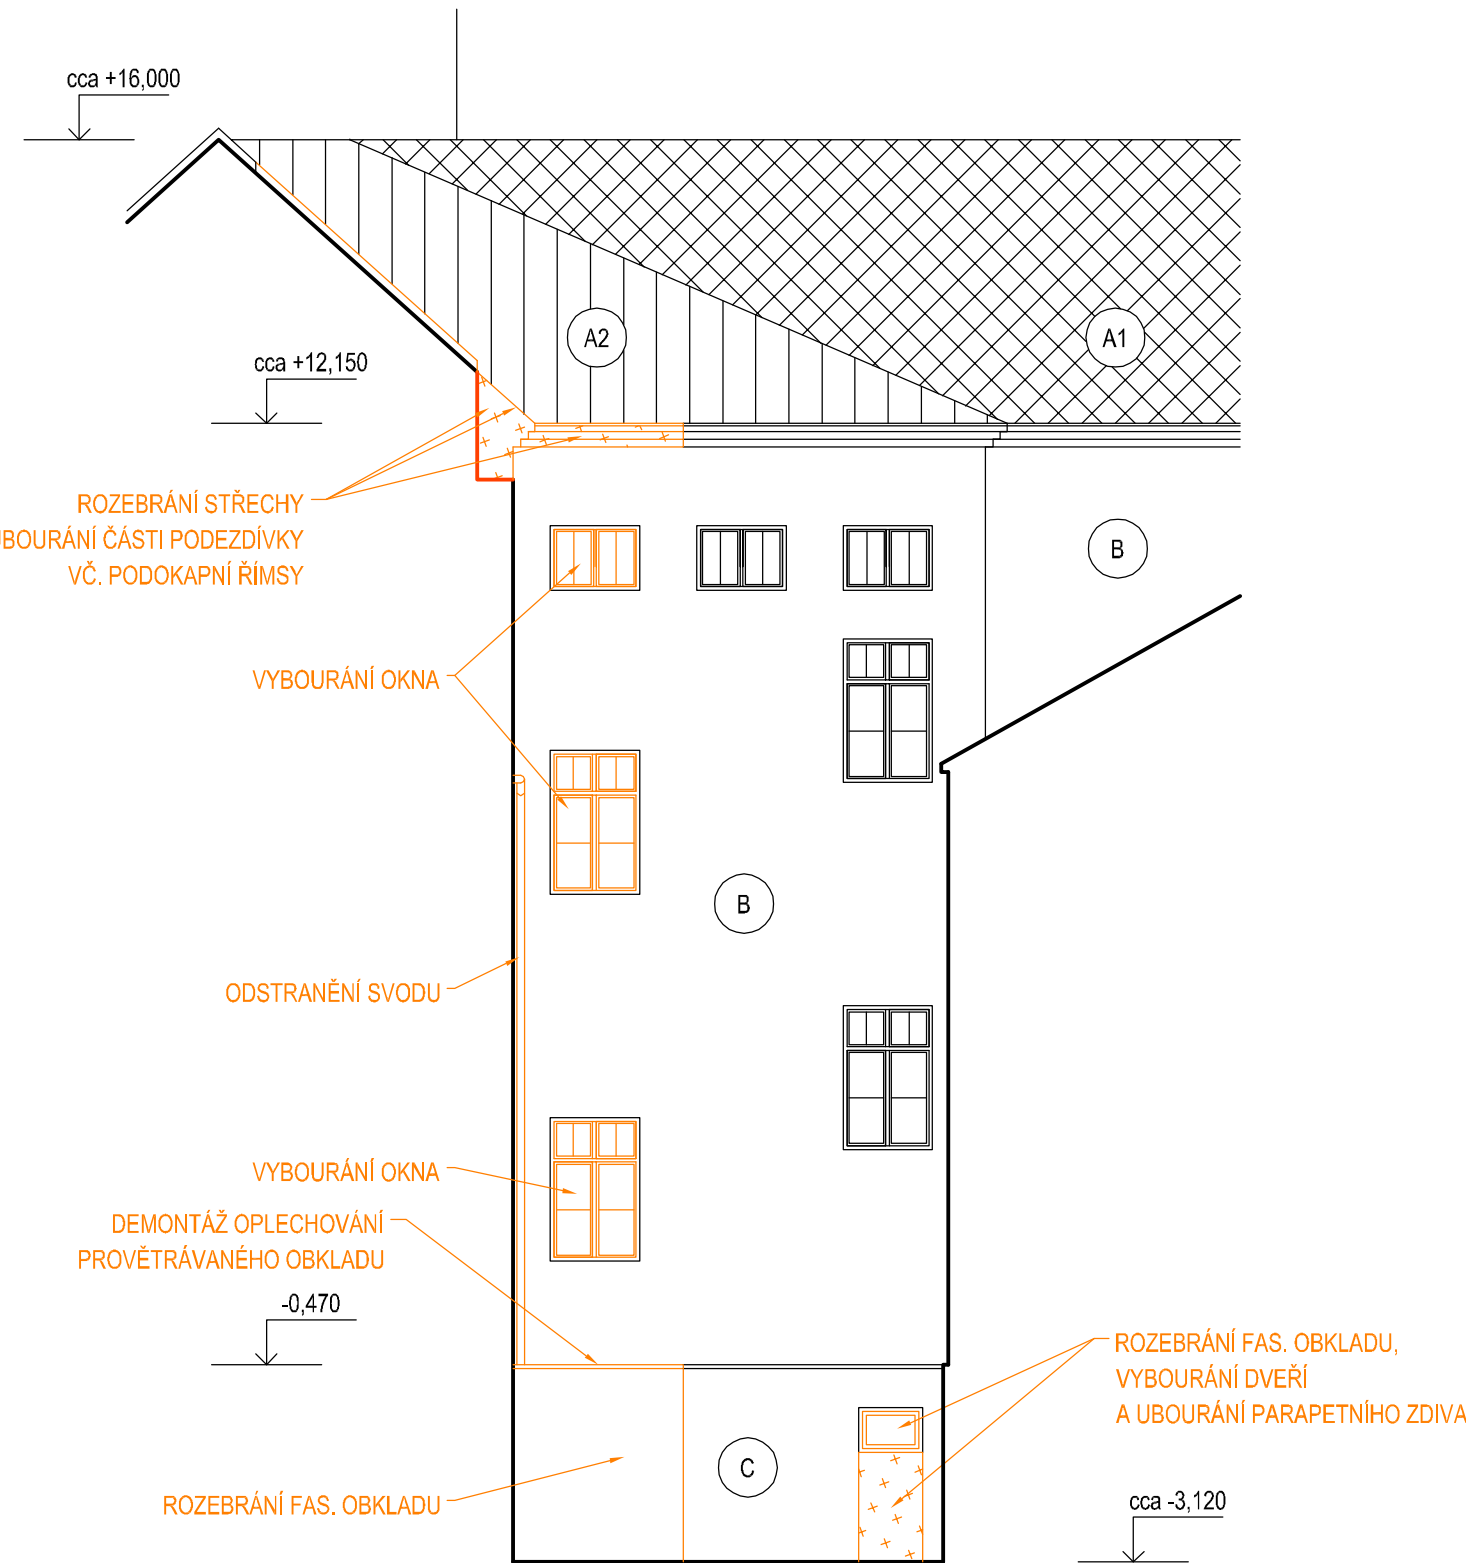 cca +16,000
A2
A1
cca +12,150
ROZEBRÁNÍ STŘECHY
UBOURÁNÍ ČÁSTI PODEZDÍVKY
VČ. PODOKAPNÍ ŘÍMSY
B
VYBOURÁNÍ OKNA
B
ODSTRANĚNÍ SVODU
VYBOURÁNÍ OKNA
DEMONTÁŽ OPLECHOVÁNÍ
PROVĚTRÁVANÉHO OBKLADU
-0,470
ROZEBRÁNÍ FAS. OBKLADU,
VYBOURÁNÍ DVEŘÍ
A UBOURÁNÍ PARAPETNÍHO ZDIVA
C
ROZEBRÁNÍ FAS. OBKLADU
cca -3,120